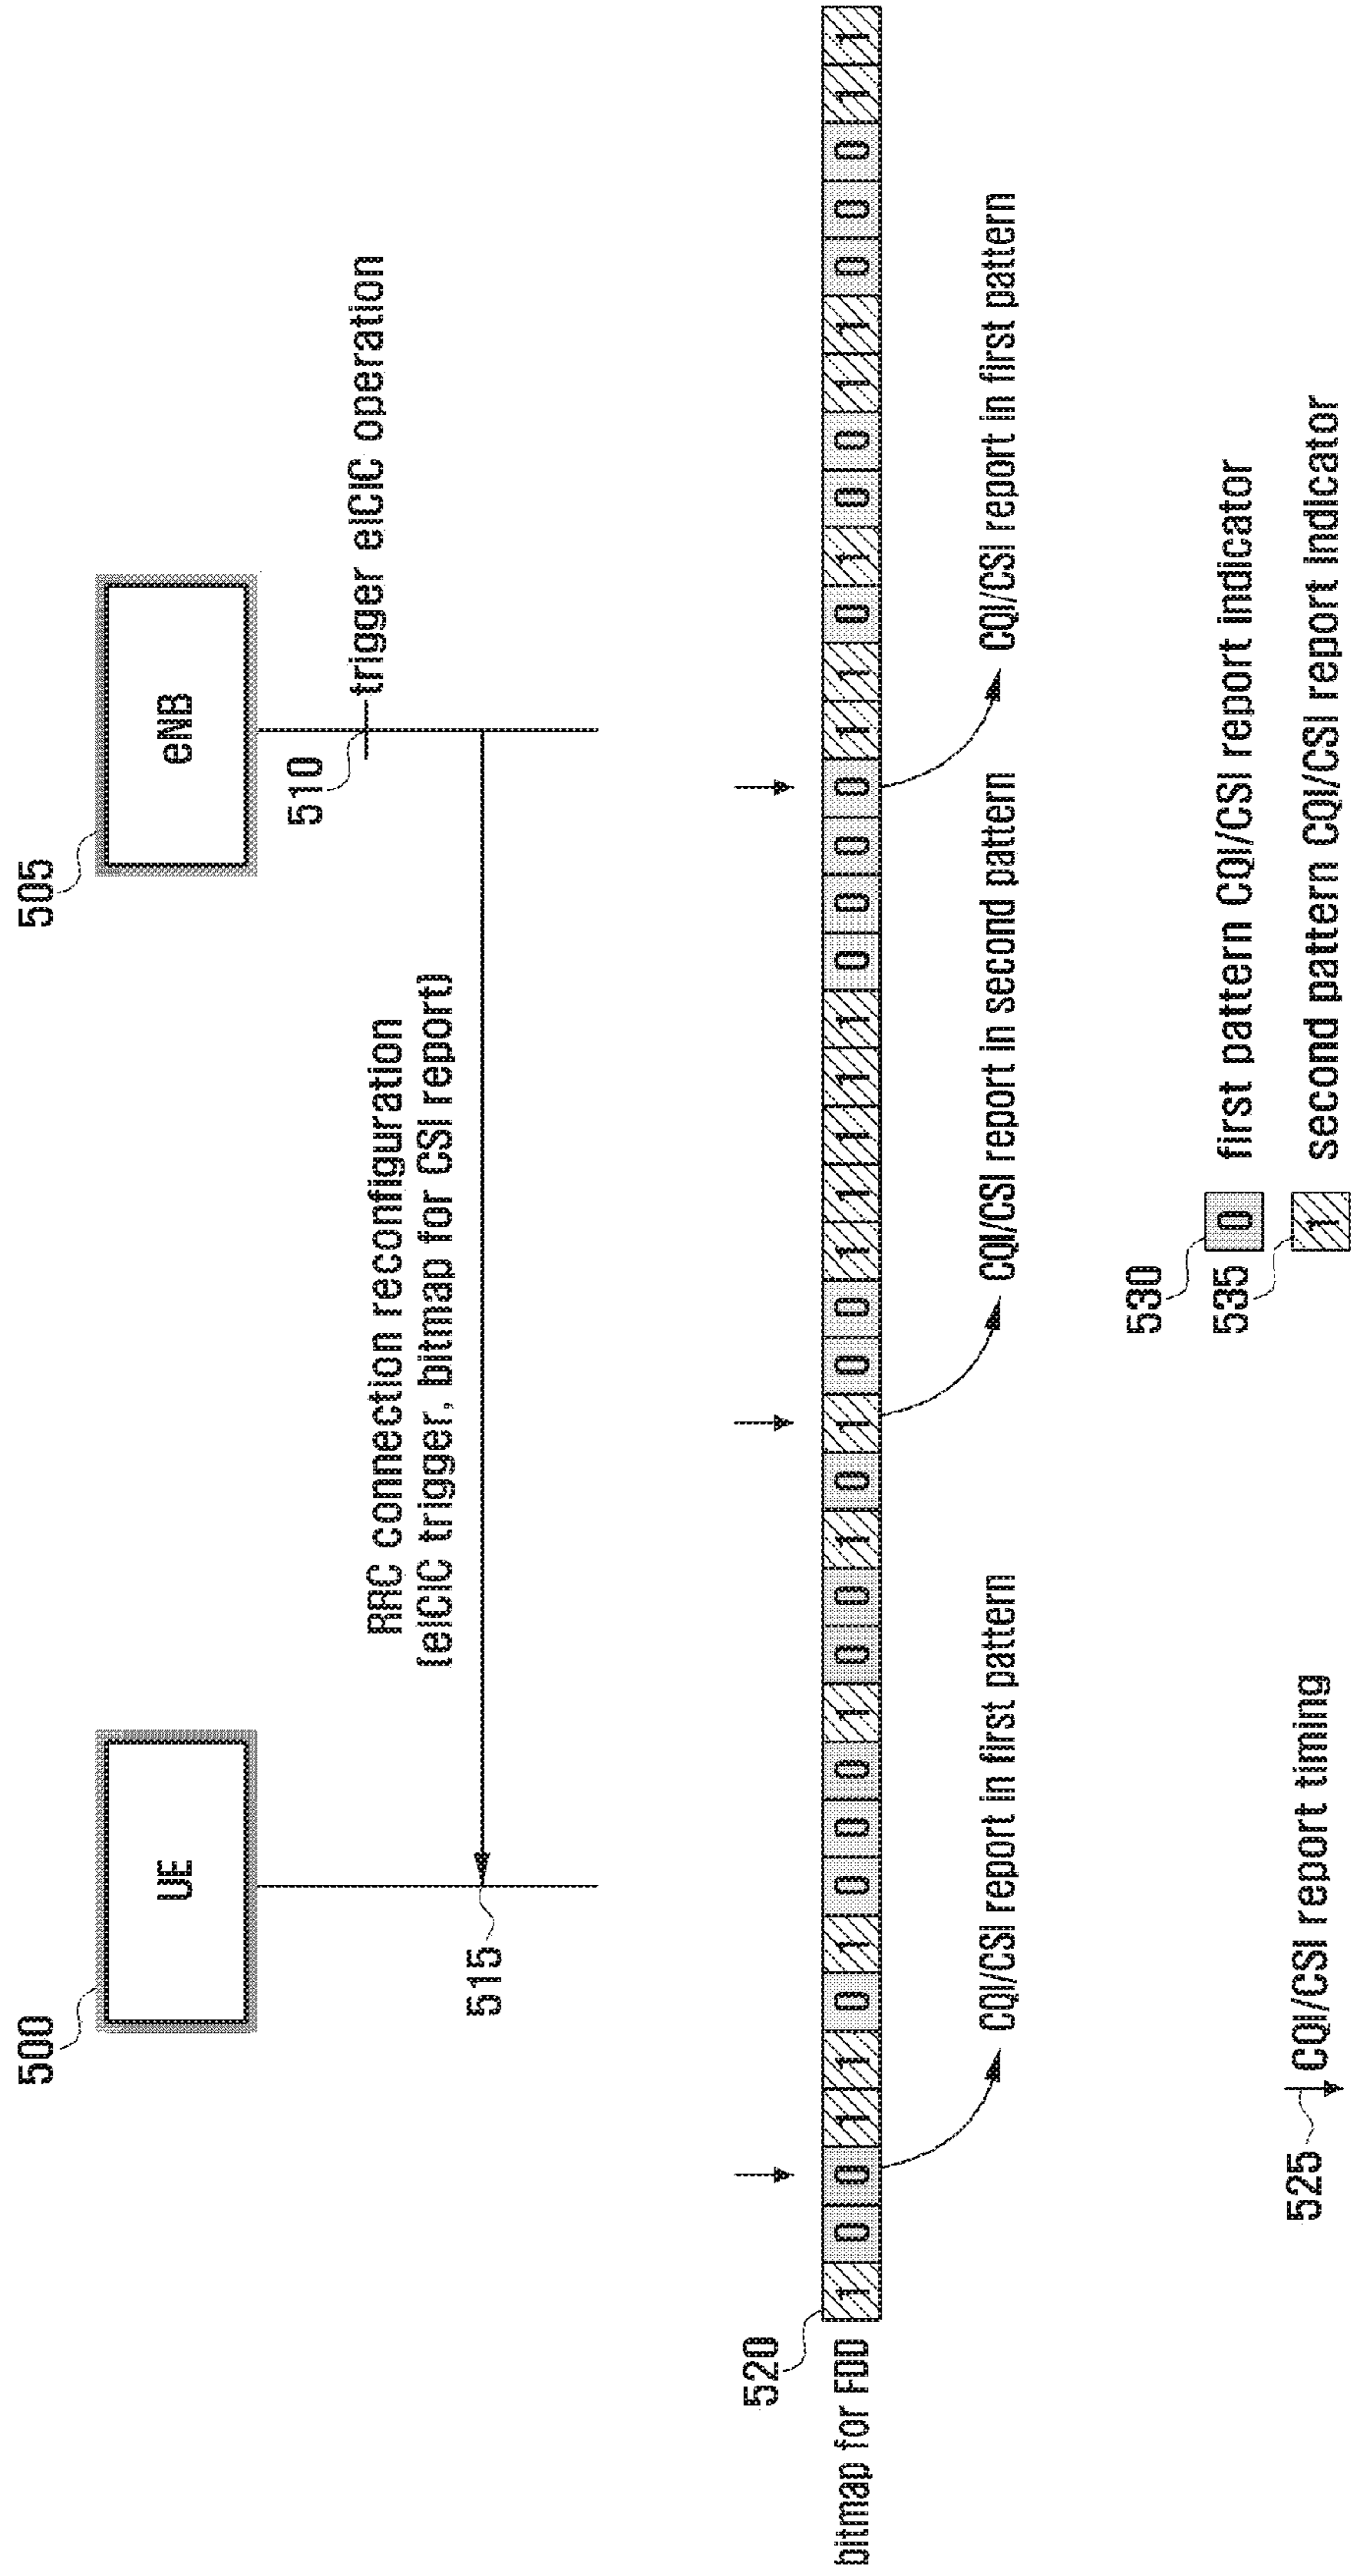 500
505
UE
eNB
510
trigger eICIC operation
RRC connection reconfiguration
(eICIC trigger, bitmap for CSI report)
515
520
bitmap for FDD
1 0 0 1 1 0 1 0 0 0 1 0 0 1 0 1 0 0 1 1 1 1 1 0 0 0 0 1 1 0 1 0 0 1 1 0 0 0 1 1
CQI/CSI report in first pattern
CQI/CSI report in second pattern
CQI/CSI report in first pattern
530
0
first pattern CQI/CSI report indicator
525
CQI/CSI report timing
535
1
second pattern CQI/CSI report indicator